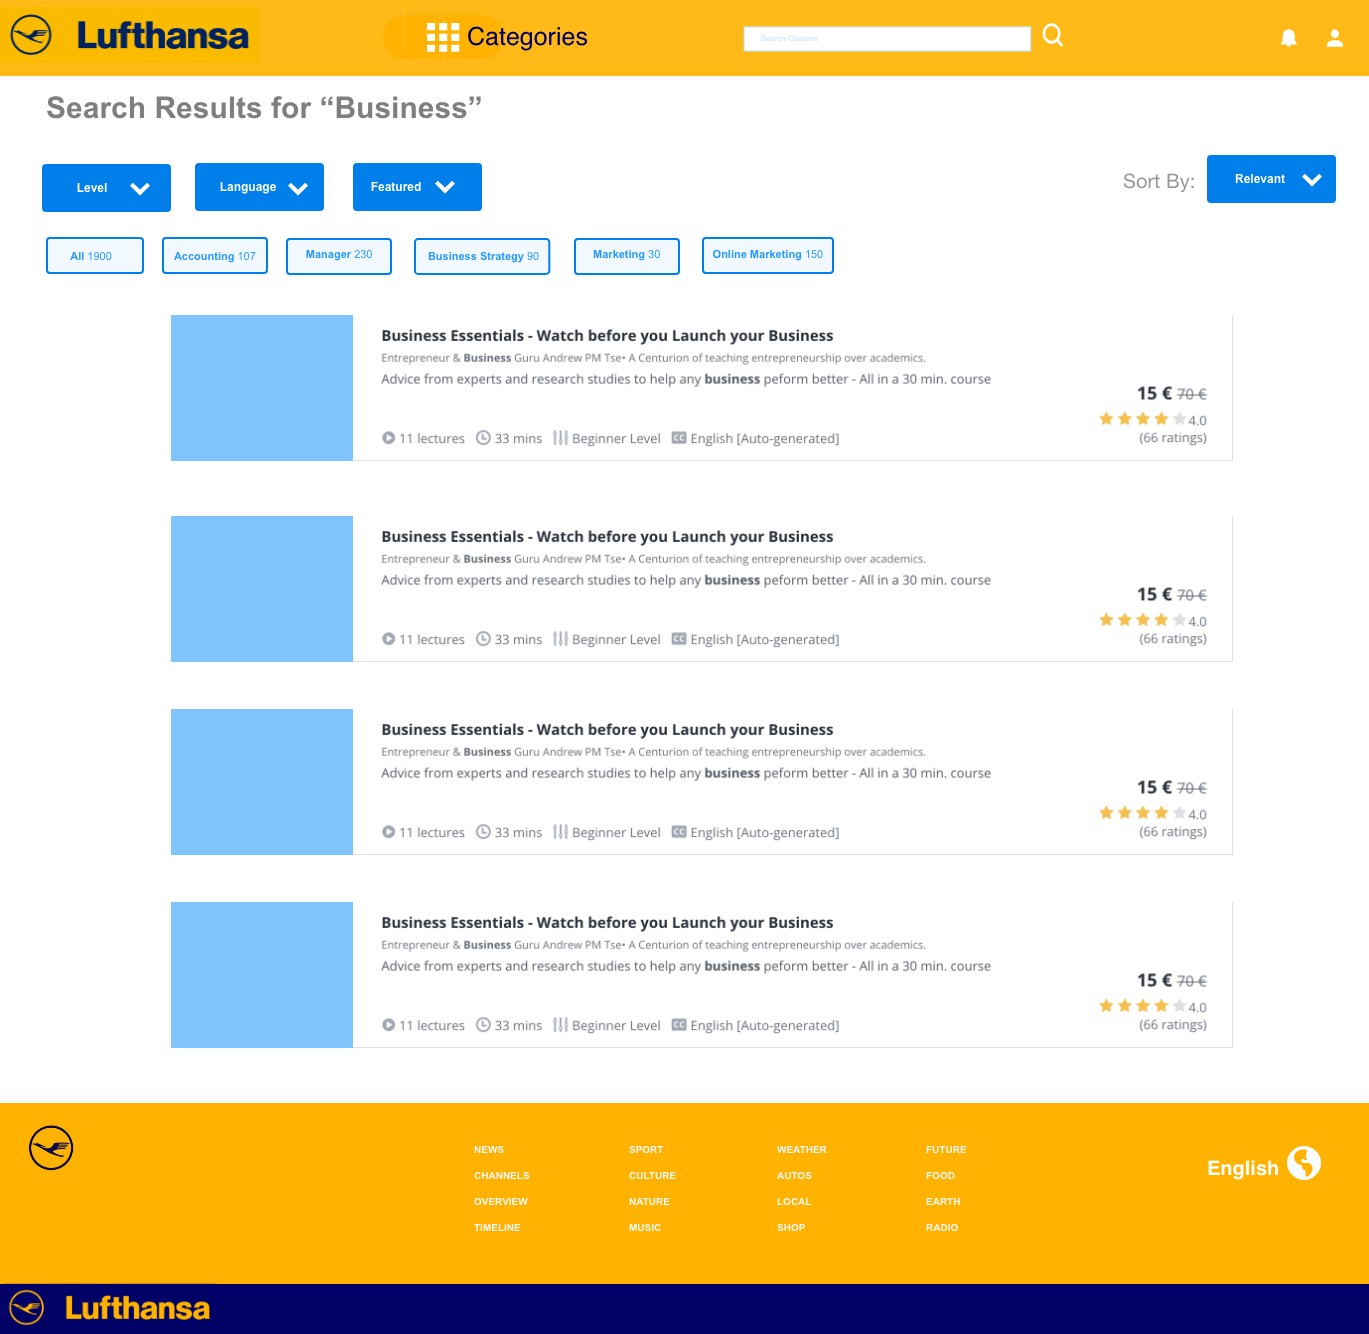 Lufthansa
Categories
Search Courese
Search Results for “Business”
Level
Language
Featured
Sort By:
Relevant
All 1900
Accounting 107
Manager 230
Business Strategy 90
Marketing 30
Online Marketing 150
Business Essentials - Watch before you Launch your Business
Entrepreneur & Business Guru Andrew PM Tse• A Centurion of teaching entrepreneurship over academics.
Advice from experts and research studies to help any business peform better - All in a 30 min. course
15 € 70 €
4.0
(66 ratings)
11 lectures 33 mins Beginner Level CC English [Auto-generated]
Business Essentials - Watch before you Launch your Business
Entrepreneur & Business Guru Andrew PM Tse• A Centurion of teaching entrepreneurship over academics.
Advice from experts and research studies to help any business peform better - All in a 30 min. course
15 € 70 €
4.0
(66 ratings)
11 lectures 33 mins Beginner Level CC English [Auto-generated]
Business Essentials - Watch before you Launch your Business
Entrepreneur & Business Guru Andrew PM Tse• A Centurion of teaching entrepreneurship over academics.
Advice from experts and research studies to help any business peform better - All in a 30 min. course
15 € 70 €
4.0
(66 ratings)
11 lectures 33 mins Beginner Level CC English [Auto-generated]
Business Essentials - Watch before you Launch your Business
Entrepreneur & Business Guru Andrew PM Tse• A Centurion of teaching entrepreneurship over academics.
Advice from experts and research studies to help any business peform better - All in a 30 min. course
15 € 70 €
4.0
(66 ratings)
11 lectures 33 mins Beginner Level CC English [Auto-generated]
NEWS
CHANNELS
OVERVIEW
TIMELINE
SPORT
CULTURE
NATURE
MUSIC
WEATHER
AUTOS
LOCAL
SHOP
FUTURE
FOOD
EARTH
RADIO
English
Lufthansa